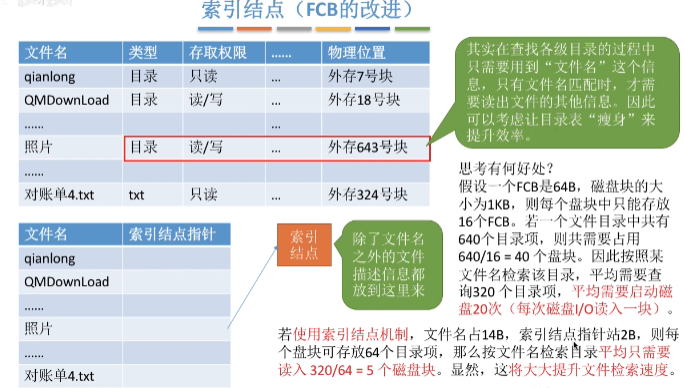 索引结点（FCB的改进）
文件名 类型 存取权限 …… 物理位置
qianlong 目录 只读 … 外存7号块
QMDownLoad 目录 读/写 … 外存18号块
…… …
照片 目录 读/写 … 外存643号块
……
对账单4.txt txt 只读 … 外存324号块
其实在查找各级目录的过程中
只需要用到“文件名”这个信
息，只有文件名匹配时，才需
要读出文件的其他信息。因此
可以考虑让目录表“瘦身”来
提升效率。
思考有何好处？
假设一个FCB是64B，磁盘块的大
小为1KB，则每个盘块中只能存放
16个FCB。若一个文件目录中共有
640个目录项，则共需要占用
640/16 = 40 个盘块。因此按照某
文件名检索该目录，平均需要查
询320 个目录项，平均需要启动磁
盘20次（每次磁盘I/O读入一块）。
文件名 索引结点指针
qianlong
QMDownLoad
……
照片
……
对账单4.txt
索引
结点
除了文件名
之外的文件
描述信息都
放到这里来
若使用索引结点机制，文件名占14B，索引结点指针站2B，则每
个盘块可存放64个目录项，那么按文件名检索目录平均只需要
读入 320/64 = 5 个磁盘块。显然，这将大大提升文件检索速度。